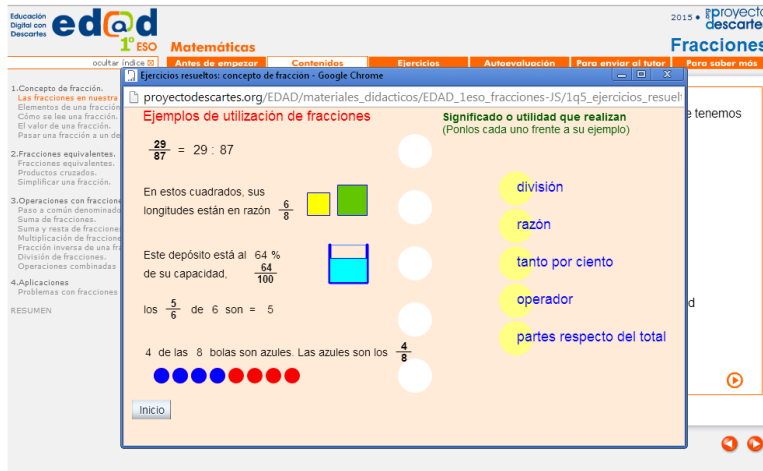 Educación
Digital con
Descartes
ed@d
1° ESO
Matemáticas
2015 • proyecto
descartes
Fracciones
ocultar índice
Antes de empezar
Contenidos
Ejercicios
Autoevaluación
Para enviar al tutor
Para saber más
1.Concepto de fracción.
Las fracciones en nuestra
Elementos de una fracción
Cómo se lee una fracción.
El valor de una fracción.
Pasar una fracción a un de
2.Fracciones equivalentes.
Fracciones equivalentes.
Productos cruzados.
Simplificar una fracción.
3.Operaciones con fraccione
Paso a común denominado
Suma de fracciones.
Suma y resta de fracciones
Multiplicación de fraccione
Fracción inversa de una fra
División de fracciones.
Operaciones combinadas
4.Aplicaciones
Problemas con fracciones
RESUMEN
Ejercicios resueltos: concepto de fracción - Google Chrome
proyectodescartes.org/EDAD/materiales_didacticos/EDAD_1eso_fracciones-JS/1q5_ejercicios_resuelt
Ejemplos de utilización de fracciones
29/87 = 29 : 87
En estos cuadrados, sus
longitudes están en razón 6/8
Este depósito está al 64 %
de su capacidad, 64/100
los 5/6 de 6 son = 5
4 de las 8 bolas son azules. Las azules son los 4/8
Inicio
Significado o utilidad que realizan
(Ponlos cada uno frente a su ejemplo)
división
razón
tanto por ciento
operador
partes respecto del total
e tenemos
d